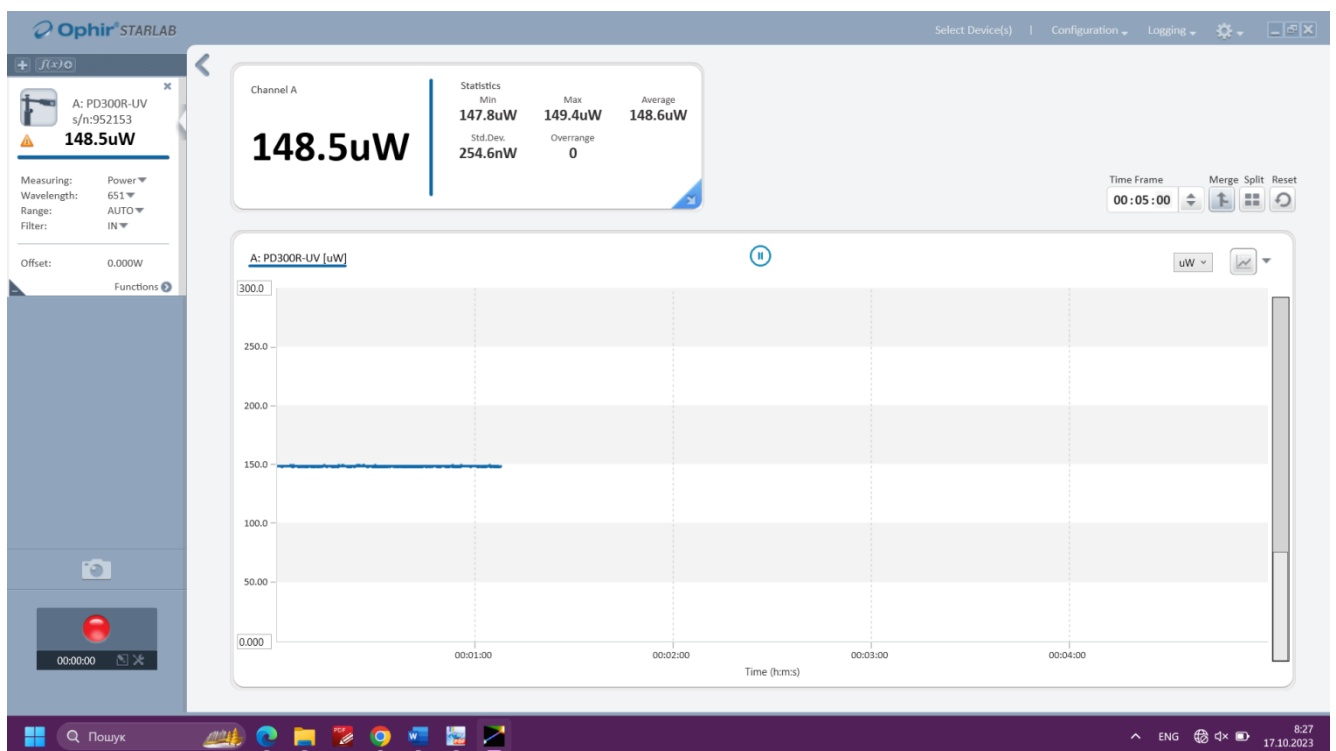 Ophir® STARLAB
Select Device(s) | Configuration Logging
f(x)
A: PD300R-UV
s/n:952153
148.5uW
Measuring: Power
Wavelength: 651
Range: AUTO
Filter: IN
Offset: 0.000W
Functions
00:00:00
Channel A
148.5uW
Statistics
Min Max Average
147.8uW 149.4uW 148.6uW
Std.Dev. Overrange
254.6nW 0
Time Frame Merge Split Reset
00:05:00
A: PD300R-UV [uW]
uW
300.0
250.0
200.0
150.0
100.0
50.00
0.000
00:01:00 00:02:00 00:03:00 00:04:00
Time (h:m:s)
Пошук
PDF
ENG
8:27
17.10.2023